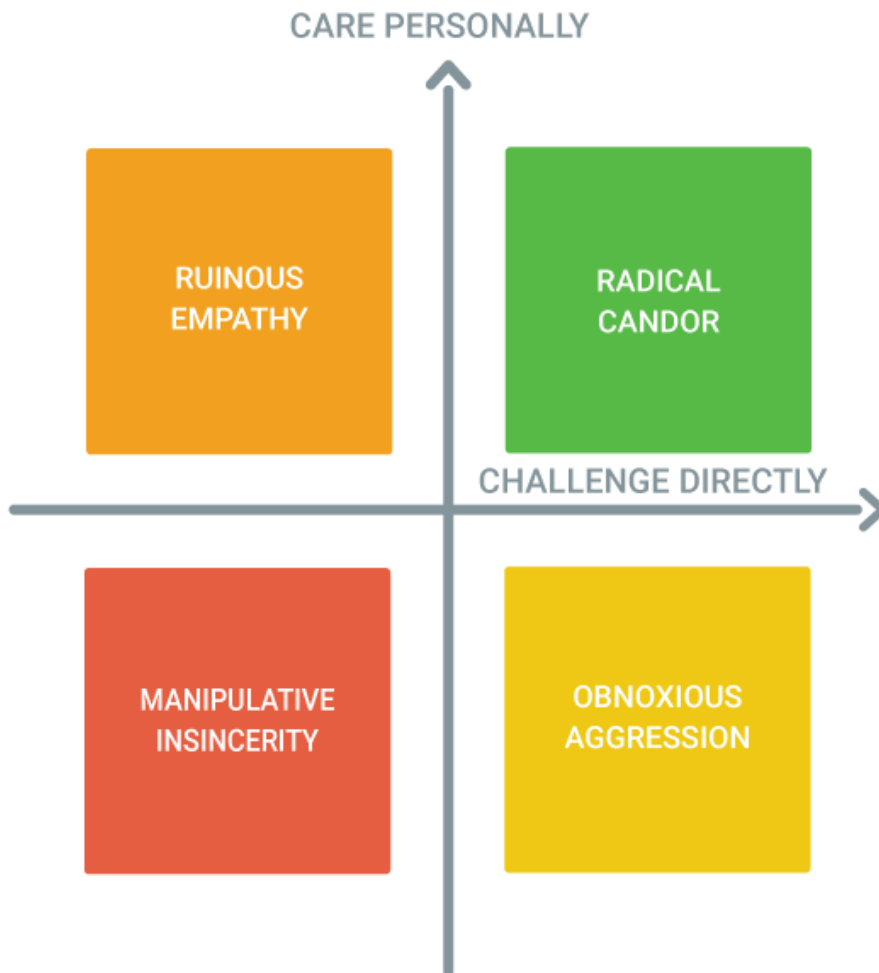 CARE PERSONALLY
RUINOUS
EMPATHY
RADICAL
CANDOR
CHALLENGE DIRECTLY
MANIPULATIVE
INSINCERITY
OBNOXIOUS
AGGRESSION